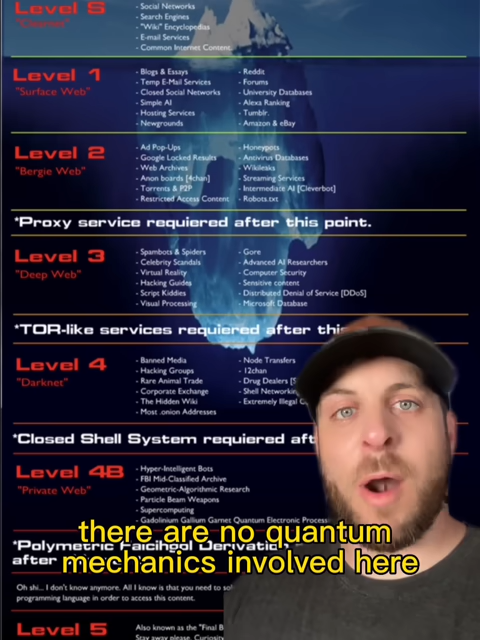 Level S
"Cleannet"
- Social Networks
- Search Engines
- "Wiki" Encyclopedias
- E-mail Services
- Common Internet Content.
Level 1
"Surface Web"
- Blogs & Essays
- Temp E-Mail Services
- Closed Social Networks
- Simple AI
- Hosting Services
- Newgrounds
- Reddit
- Forums
- University Databases
- Alexa Ranking
- Tumblr.
- Amazon & eBay
Level 2
"Bergie Web"
- Ad Pop-Ups
- Google Locked Results
- Web Archives
- Anon boards [4chan]
- Torrents & P2P
- Restricted Access Content
- Honeypots
- Antivirus Databases
- Wikileaks
- Streaming Services
- Intermediate AI [Cleverbot]
- Robots.txt
*Proxy service requiered after this point.
Level 3
"Deep Web"
- Spambots & Spiders
- Celebrity Scandals
- Virtual Reality
- Hacking Guides
- Script Kiddies
- Visual Processing
- Gore
- Advanced AI Researchers
- Computer Security
- Sensitive content
- Distributed Denial of Service [DDoS]
- Microsoft Database
*TOR-like services requiered after this
Level 4
"Darknet"
- Banned Media
- Hacking Groups
- Rare Animal Trade
- Corporate Exchange
- The Hidden Wiki
- Most .onion Addresses
- Node Transfers
- 12chan
- Drug Dealers
- Shell Networking
- Extremely Illegal
*Closed Shell System requiered aft
Level 4B
"Private Web"
- Hyper-Intelligent Bots
- FBI Mid-Classified Archive
- Geometric-Algorithmic Research
- Particle Beam Weapons
- Supercomputing
- Gadolinium Gallium Garnet Quantum Electronic Process
there are no quantum
mechanics involved here
*Polymetric Falcihgol Derivation
after
Oh shi... I don't know anymore. All I know is that you need to sol
programming language in order to access this content.
Level 5
Also known as the "Final B
Stay away please. Curiosity